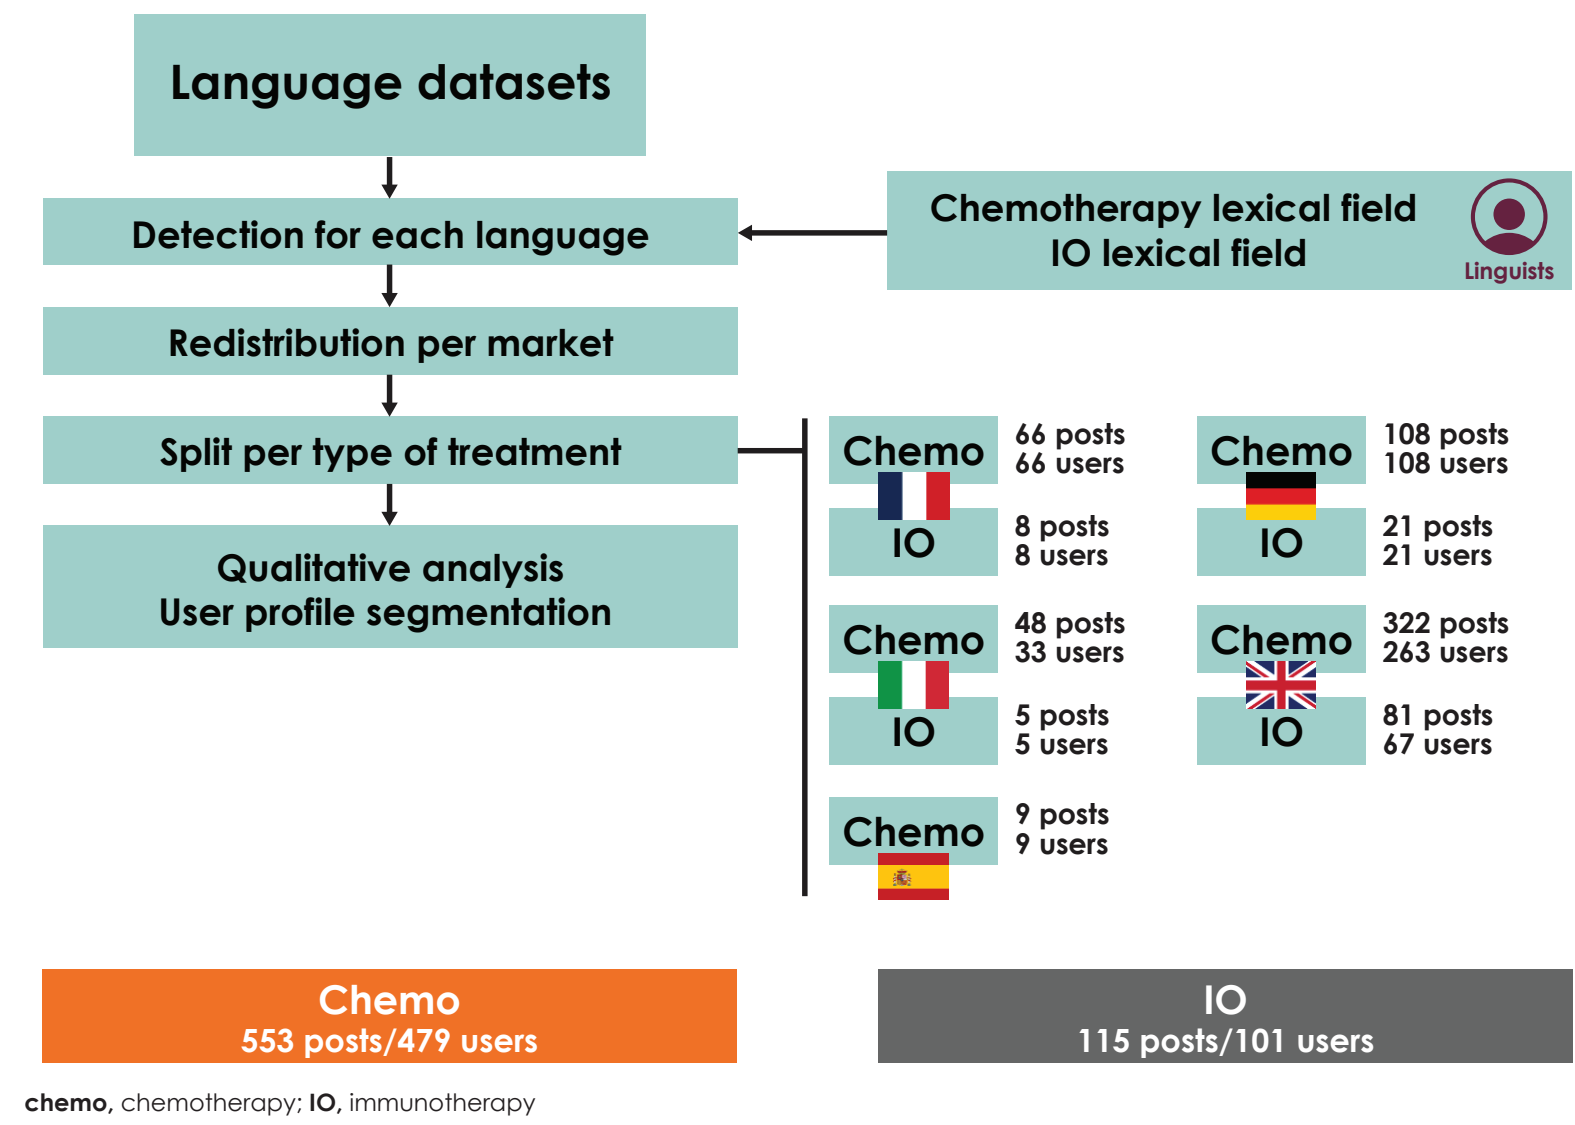 Language datasets
Detection for each language
Chemotherapy lexical field
IO lexical field
Linguists
Redistribution per market
Split per type of treatment
Qualitative analysis
User profile segmentation
Chemo
66 posts
66 users
IO
8 posts
8 users
Chemo
108 posts
108 users
IO
21 posts
21 users
Chemo
48 posts
33 users
IO
5 posts
5 users
Chemo
322 posts
263 users
IO
81 posts
67 users
Chemo
9 posts
9 users
Chemo
553 posts/479 users
IO
115 posts/101 users
chemo, chemotherapy; IO, immunotherapy